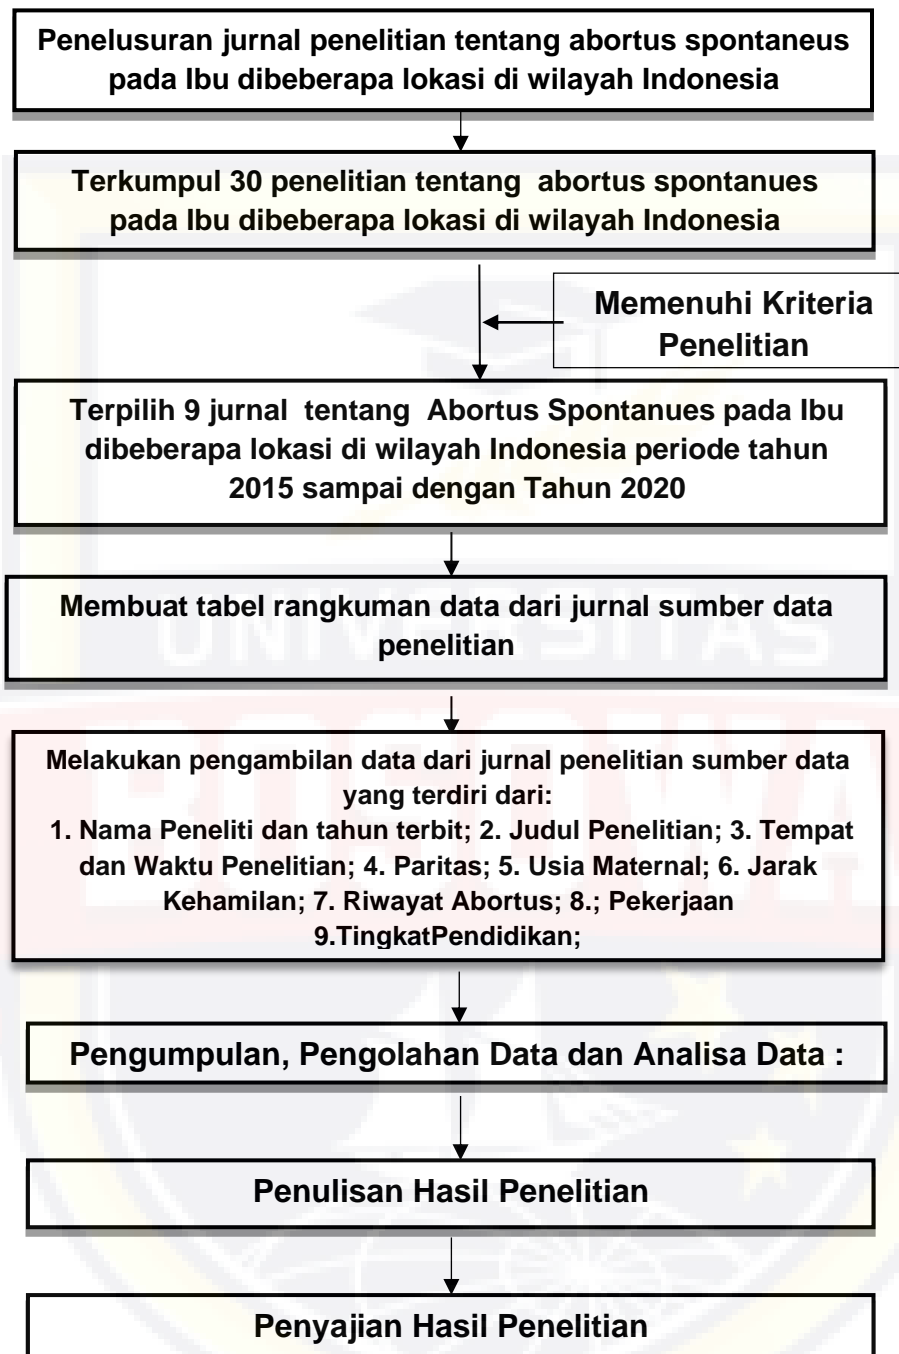 Penelusuran jurnal penelitian tentang abortus spontaneus
pada Ibu dibeberapa lokasi di wilayah Indonesia
Terkumpul 30 penelitian tentang abortus spontanues
pada Ibu dibeberapa lokasi di wilayah Indonesia
Memenuhi Kriteria
Penelitian
Terpilih 9 jurnal tentang Abortus Spontanues pada Ibu
dibeberapa lokasi di wilayah Indonesia periode tahun
2015 sampai dengan Tahun 2020
Membuat tabel rangkuman data dari jurnal sumber data
penelitian
UNIVERSITAS
BOSOWA
Melakukan pengambilan data dari jurnal penelitian sumber data
yang terdiri dari:
1. Nama Peneliti dan tahun terbit; 2. Judul Penelitian; 3. Tempat
dan Waktu Penelitian; 4. Paritas; 5. Usia Maternal; 6. Jarak
Kehamilan; 7. Riwayat Abortus; 8.; Pekerjaan
9.TingkatPendidikan;
Pengumpulan, Pengolahan Data dan Analisa Data :
Penulisan Hasil Penelitian
Penyajian Hasil Penelitian